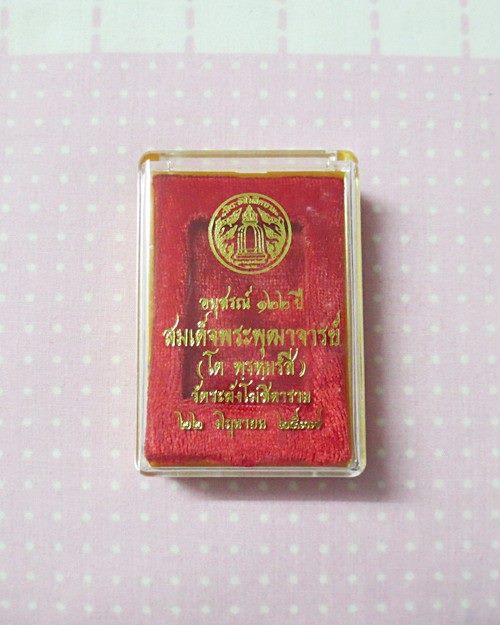 อนุสรณ์ ๑๒๒ ปี
สมเด็จพระพุฒาจารย์
(โต พรหมรังสี)
วัดระฆังโฆสิตาราม
๒๒ มิถุนายน ๒๕๓๗